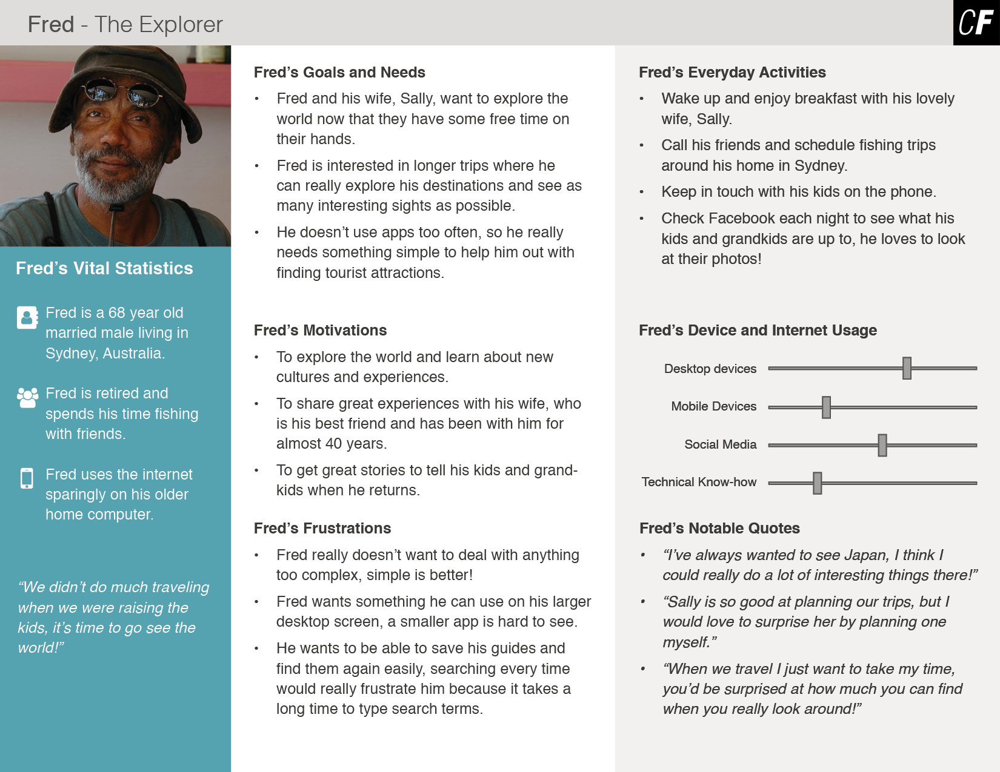 Fred - The Explorer
CF
Fred’s Vital Statistics
Fred is a 68 year old
married male living in
Sydney, Australia.
Fred is retired and
spends his time fishing
with friends.
Fred uses the internet
sparingly on his older
home computer.
“We didn’t do much traveling
when we were raising the
kids, it’s time to go see the
world!”
Fred’s Goals and Needs
• Fred and his wife, Sally, want to explore the
world now that they have some free time on
their hands.
• Fred is interested in longer trips where he
can really explore his destinations and see as
many interesting sights as possible.
• He doesn’t use apps too often, so he really
needs something simple to help him out with
finding tourist attractions.
Fred’s Motivations
• To explore the world and learn about new
cultures and experiences.
• To share great experiences with his wife, who
is his best friend and has been with him for
almost 40 years.
• To get great stories to tell his kids and grand-
kids when he returns.
Fred’s Frustrations
• Fred really doesn’t want to deal with anything
too complex, simple is better!
• Fred wants something he can use on his larger
desktop screen, a smaller app is hard to see.
• He wants to be able to save his guides and
find them again easily, searching every time
would really frustrate him because it takes a
long time to type search terms.
Fred’s Everyday Activities
• Wake up and enjoy breakfast with his lovely
wife, Sally.
• Call his friends and schedule fishing trips
around his home in Sydney.
• Keep in touch with his kids on the phone.
• Check Facebook each night to see what his
kids and grandkids are up to, he loves to look
at their photos!
Fred’s Device and Internet Usage
Desktop devices
Mobile Devices
Social Media
Technical Know-how
Fred’s Notable Quotes
• “I’ve always wanted to see Japan, I think I
could really do a lot of interesting things there!”
• “Sally is so good at planning our trips, but I
would love to surprise her by planning one
myself.”
• “When we travel I just want to take my time,
you’d be surprised at how much you can find
when you really look around!”